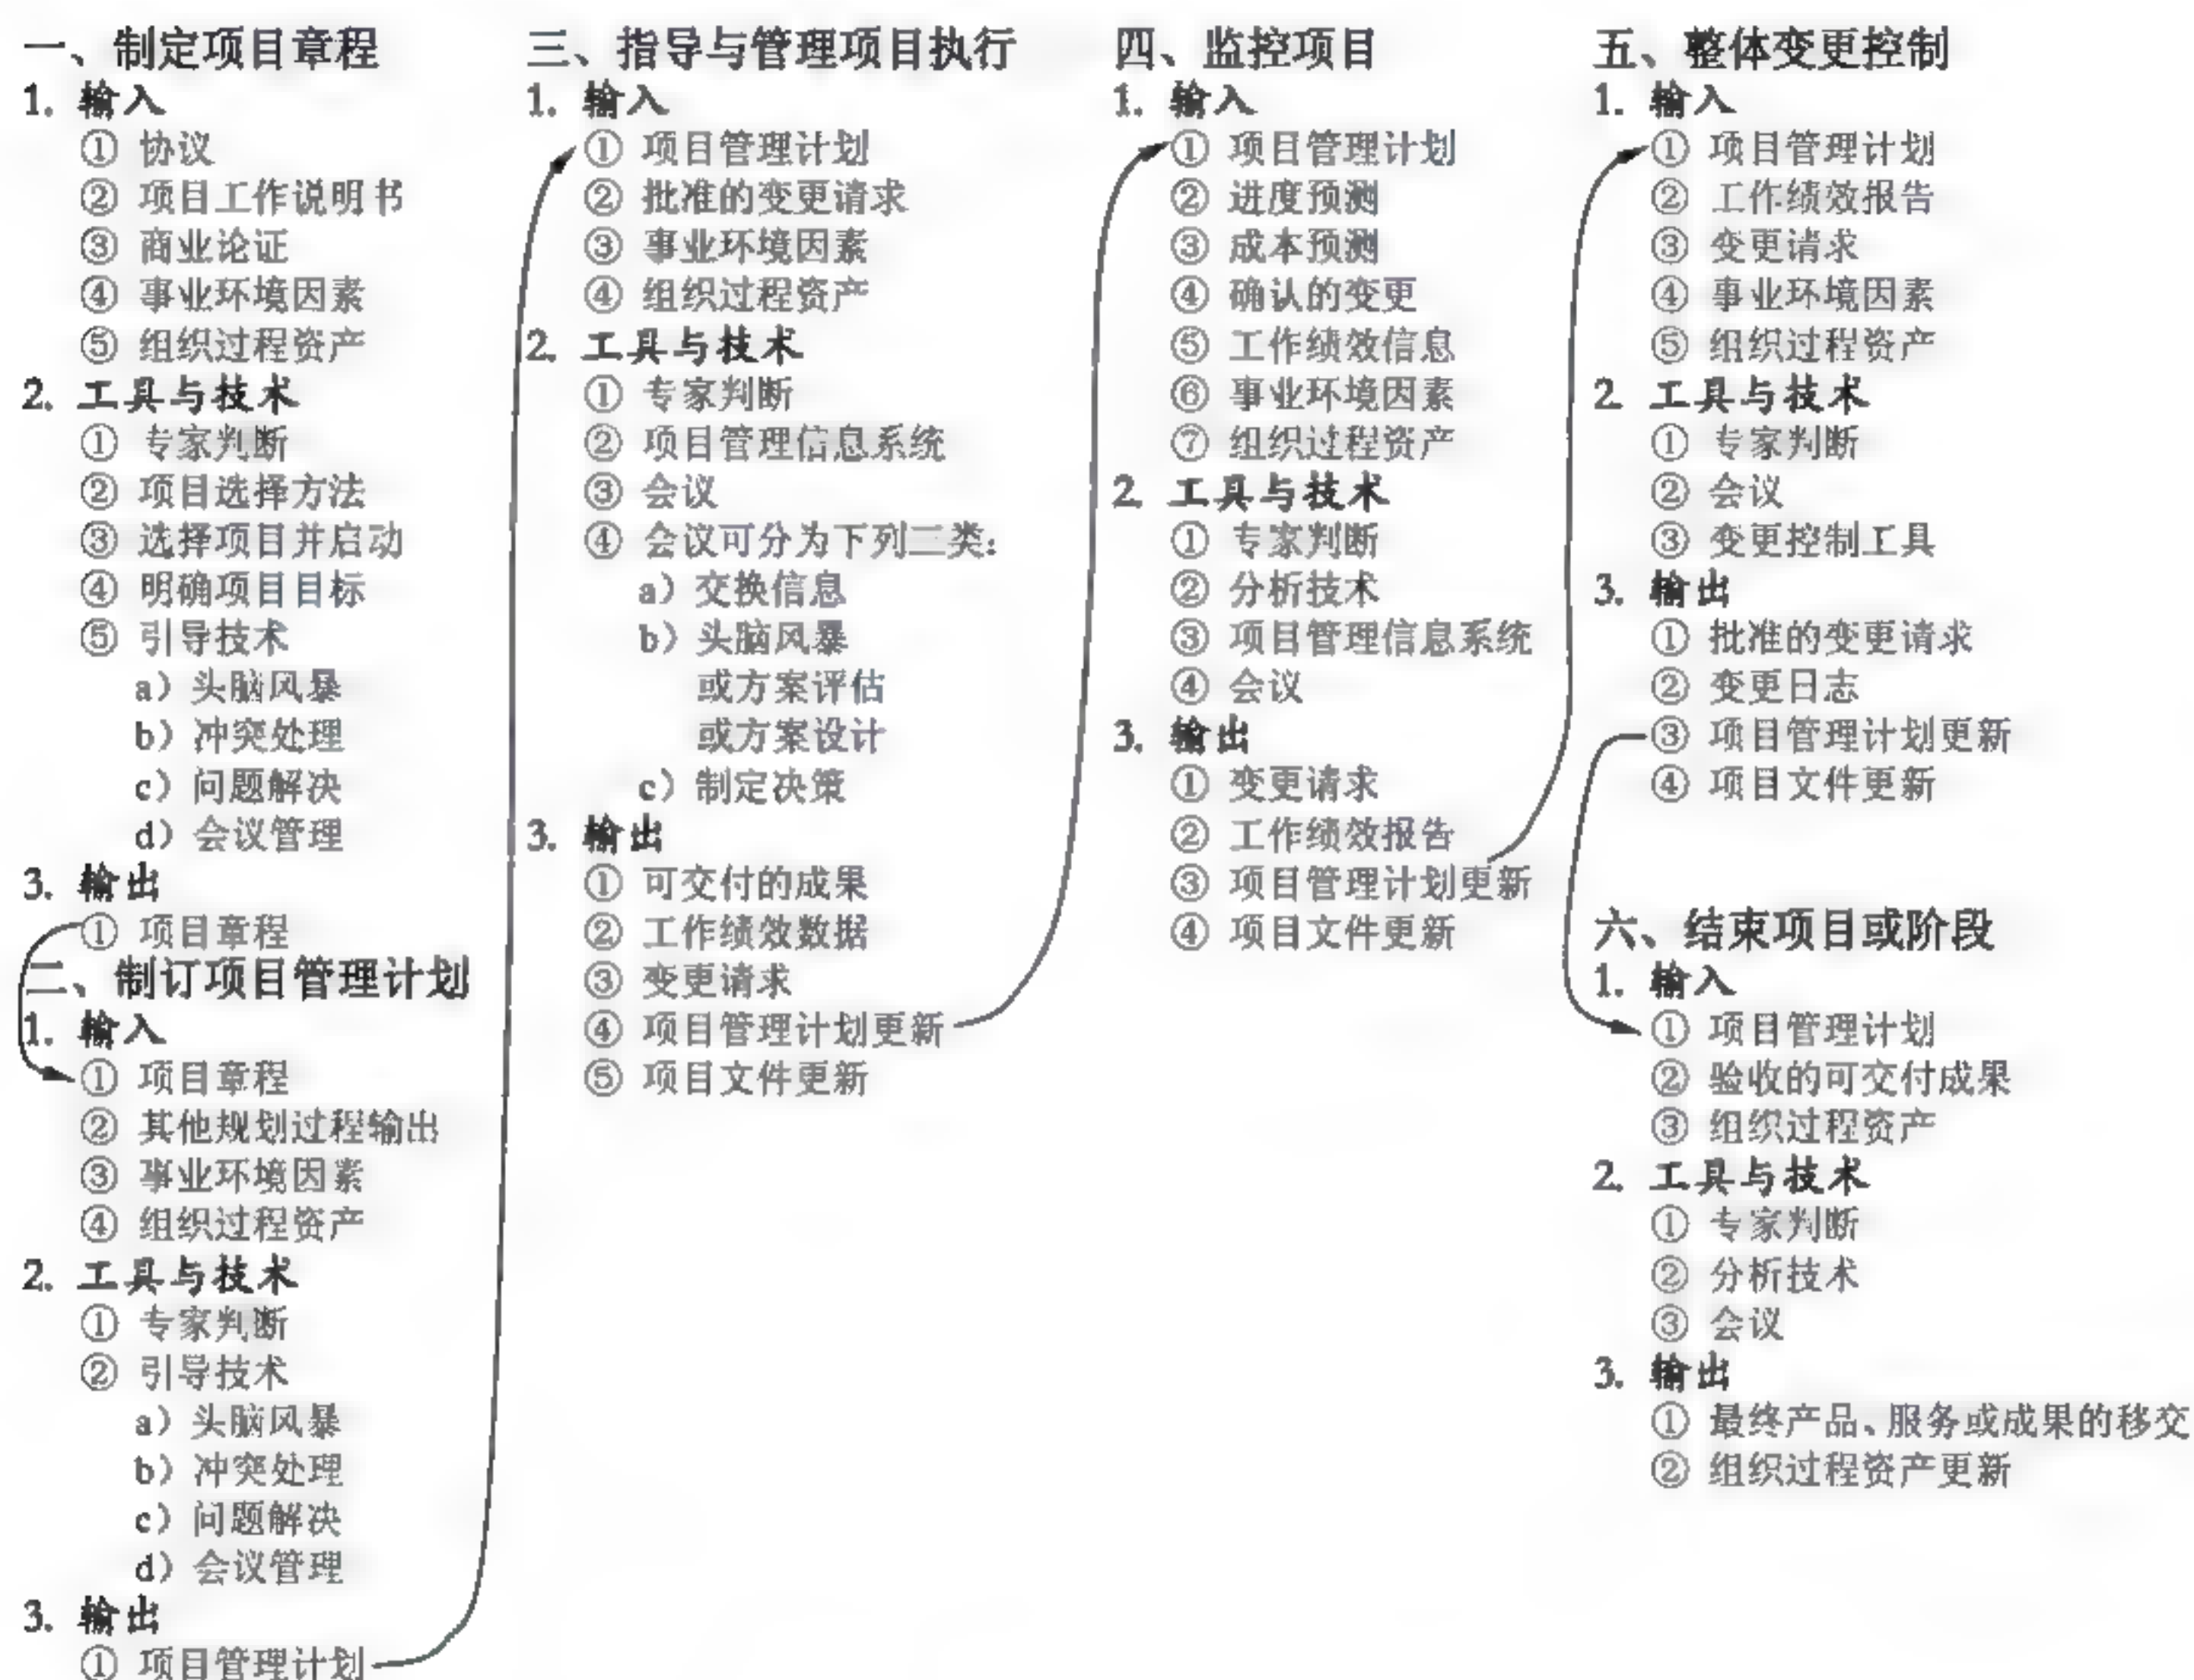 一、制定项目章程
1. 输入
① 协议
② 项目工作说明书
③ 商业论证
④ 事业环境因素
⑤ 组织过程资产
2. 工具与技术
① 专家判断
② 项目选择方法
③ 选择项目并启动
④ 明确项目目标
⑤ 引导技术
a）头脑风暴
b）冲突处理
c）问题解决
d）会议管理
3. 输出
① 项目章程
二、制订项目管理计划
1. 输入
① 项目章程
② 其他规划过程输出
③ 事业环境因素
④ 组织过程资产
2. 工具与技术
① 专家判断
② 引导技术
a）头脑风暴
b）冲突处理
c）问题解决
d）会议管理
3. 输出
① 项目管理计划
三、指导与管理项目执行
1. 输入
① 项目管理计划
② 批准的变更请求
③ 事业环境因素
④ 组织过程资产
2. 工具与技术
① 专家判断
② 项目管理信息系统
③ 会议
④ 会议可分为下列三类：
a）交换信息
b）头脑风暴
或方案评估
或方案设计
c）制定决策
3. 输出
① 可交付的成果
② 工作绩效数据
③ 变更请求
④ 项目管理计划更新
⑤ 项目文件更新
四、监控项目
1. 输入
① 项目管理计划
② 进度预测
③ 成本预测
④ 确认的变更
⑤ 工作绩效信息
⑥ 事业环境因素
⑦ 组织过程资产
2. 工具与技术
① 专家判断
② 分析技术
③ 项目管理信息系统
④ 会议
3. 输出
① 变更请求
② 工作绩效报告
③ 项目管理计划更新
④ 项目文件更新
五、整体变更控制
1. 输入
① 项目管理计划
② 工作绩效报告
③ 变更请求
④ 事业环境因素
⑤ 组织过程资产
2. 工具与技术
① 专家判断
② 会议
③ 变更控制工具
3. 输出
① 批准的变更请求
② 变更日志
③ 项目管理计划更新
④ 项目文件更新
六、结束项目或阶段
1. 输入
① 项目管理计划
② 验收的可交付成果
③ 组织过程资产
2. 工具与技术
① 专家判断
② 分析技术
③ 会议
3. 输出
① 最终产品、服务或成果的移交
② 组织过程资产更新